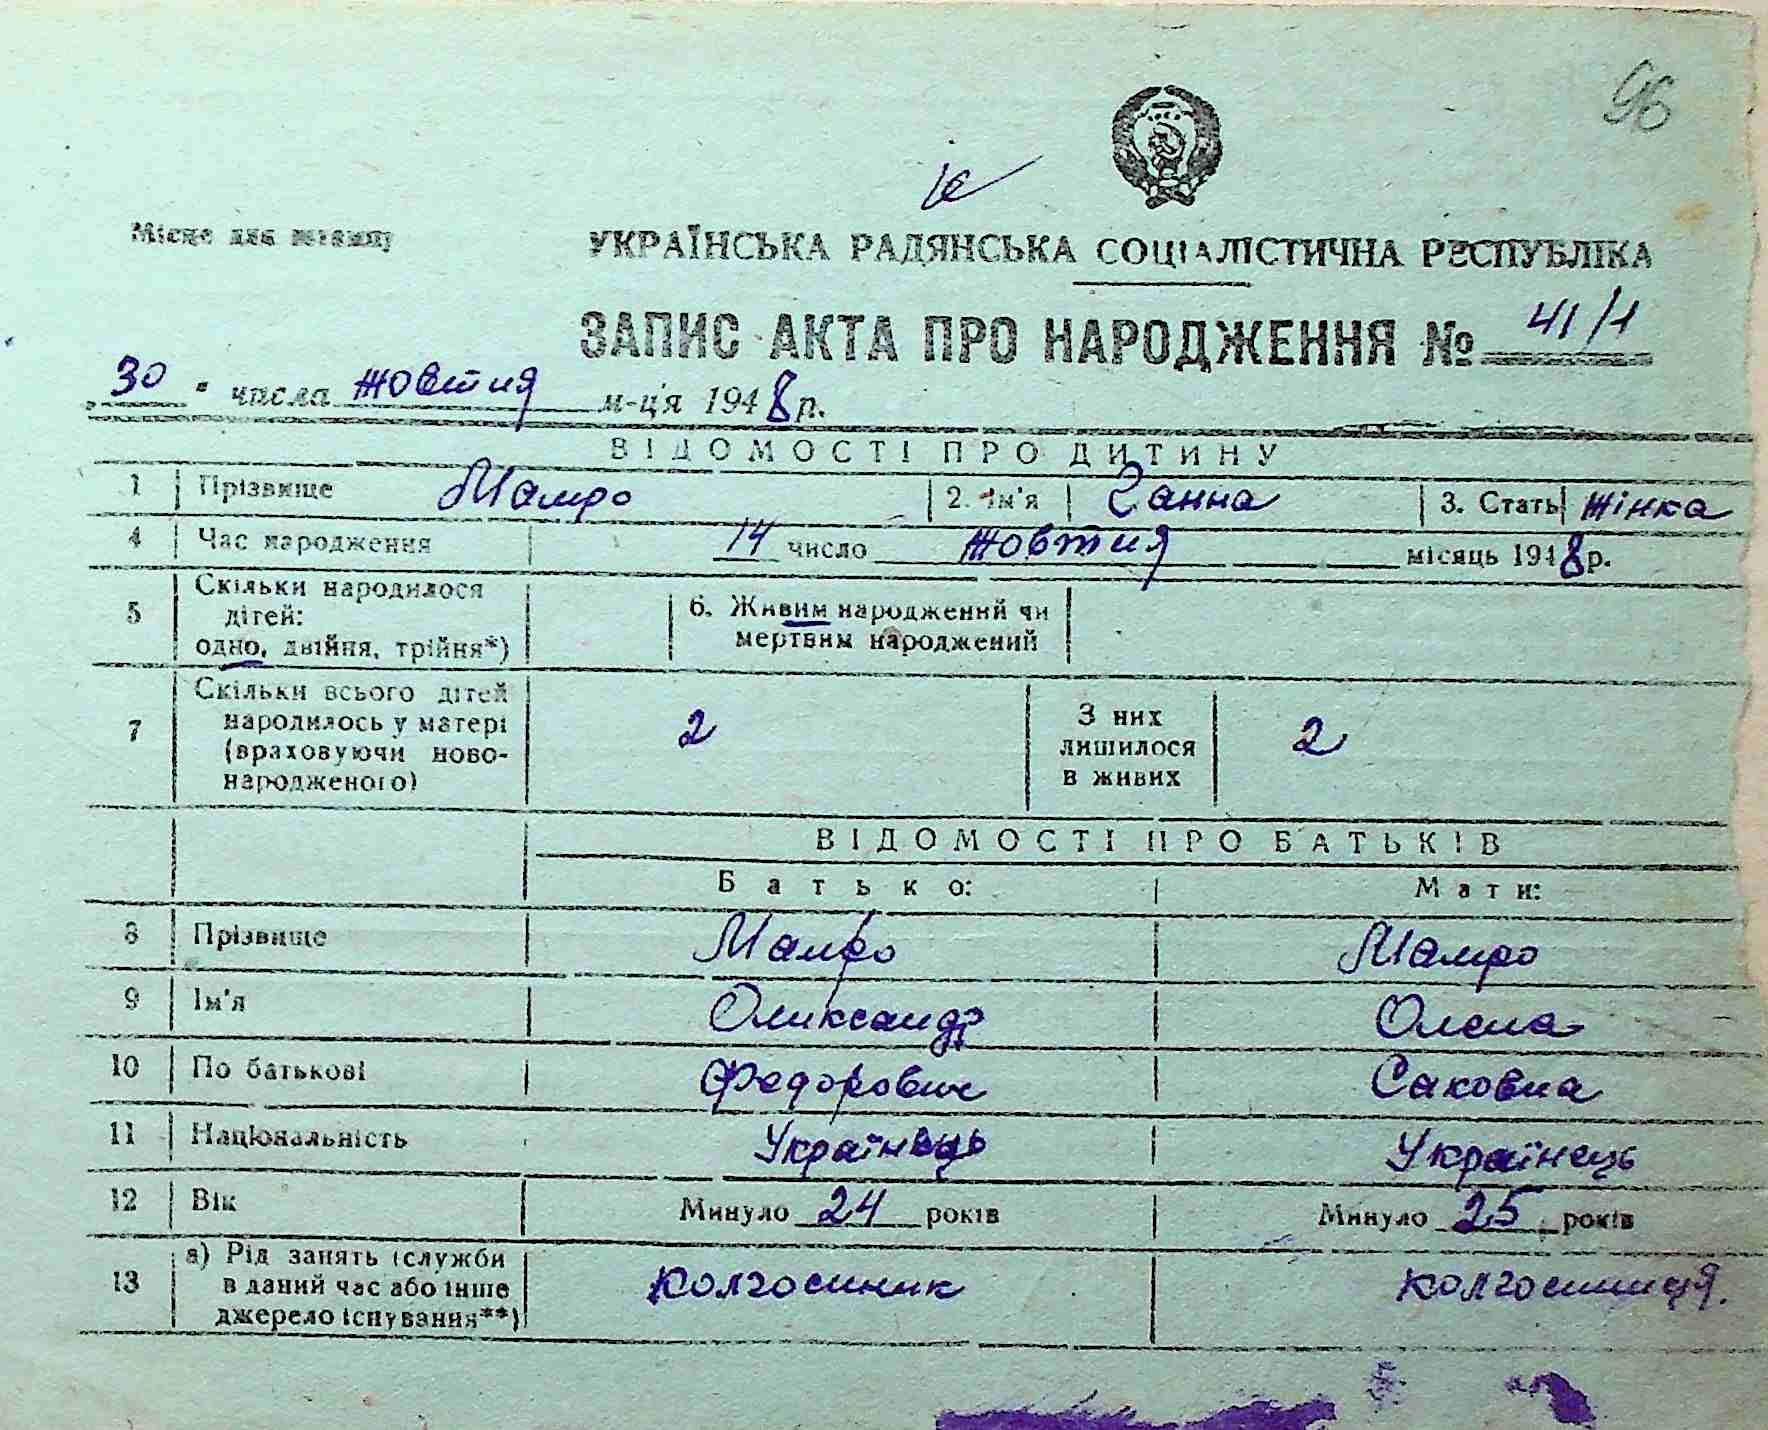 96
Місце для штампу
УКРАЇНСЬКА РАДЯНСЬКА СОЦІАЛІСТИЧНА РЕСПУБЛІКА
ЗАПИС АКТА ПРО НАРОДЖЕННЯ № 41/1
30 " числа жовтня м-ця 1948 р.
ВІДОМОСТІ ПРО ДИТИНУ
1 Прізвище Мамро 2. Ім'я Ганна 3. Стать жінка
4 Час народження 14 число жовтня місяць 1948 р.
5 Скільки народилося дітей: одно, двійня, трійня*) 6. Живим народжений чи мертвим народжений
7 Скільки всього дітей народилось у матері (враховуючи ново-народженого) 2 З них лишилося в живих 2
ВІДОМОСТІ ПРО БАТЬКІВ
Батько: Мати:
8 Прізвище Мамро Мамро
9 Ім'я Олександр Олена
10 По батькові Федорович Саковна
11 Національність Українець Українець
12 Вік Минуло 24 років Минуло 25 років
13 а) Рід занять (служби в даний час або інше джерело існування**) колгоспник колгоспниця.